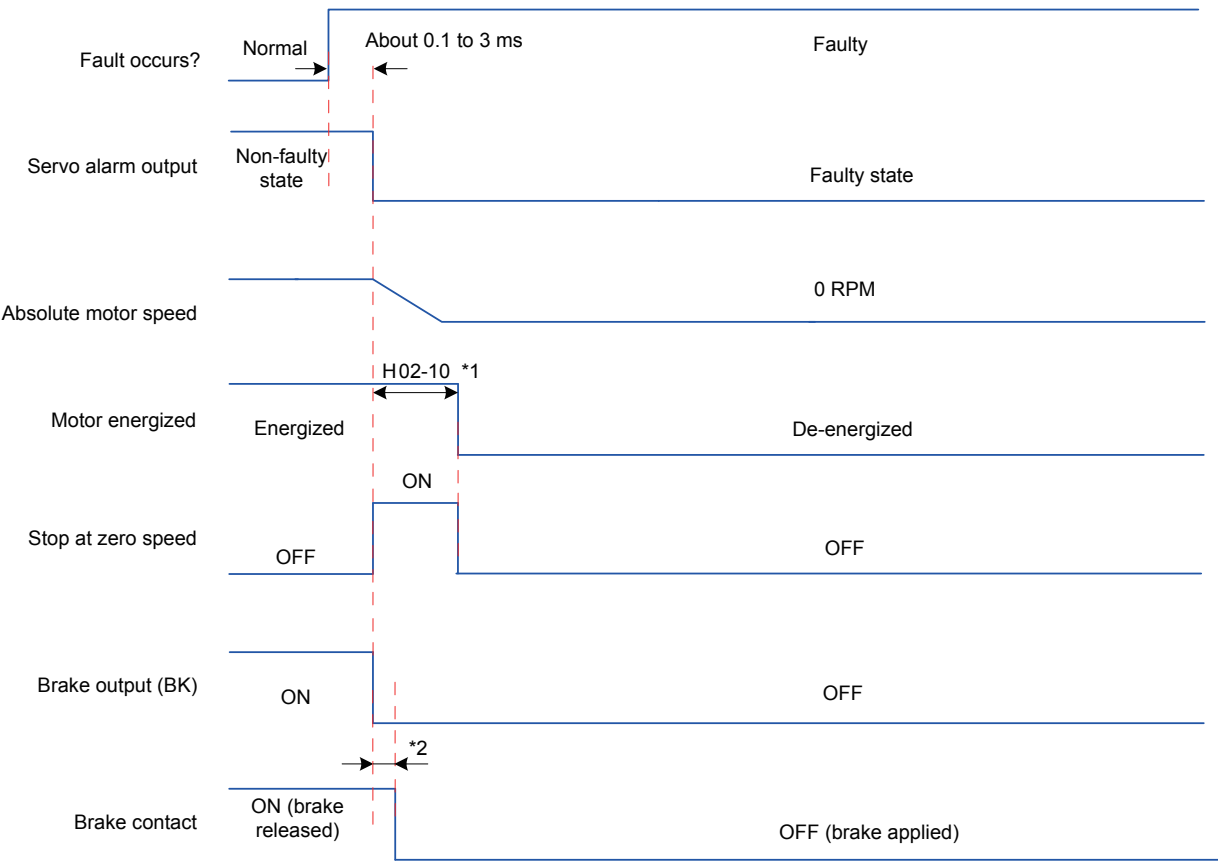 Fault occurs?
Normal
About 0.1 to 3 ms
Faulty
Servo alarm output
Non-faulty
state
Faulty state
Absolute motor speed
0 RPM
Motor energized
Energized
H02-10 *1
De-energized
Stop at zero speed
OFF
ON
OFF
Brake output (BK)
ON
OFF
*2
Brake contact
ON (brake
released)
OFF (brake applied)